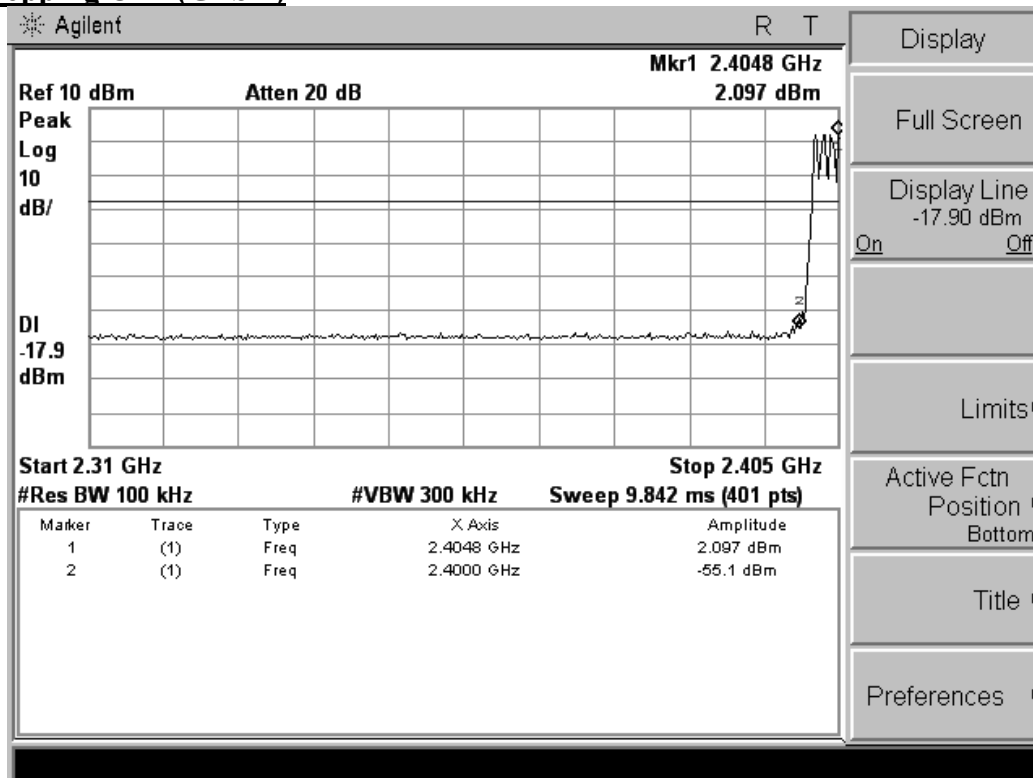 Agilent R T
Mkr1 2.4048 GHz
Ref 10 dBm Atten 20 dB 2.097 dBm
Peak
Log
10
dB/
2
DI
-17.9
dBm
Start 2.31 GHz Stop 2.405 GHz
#Res BW 100 kHz #VBW 300 kHz Sweep 9.842 ms (401 pts)
Marker Trace Type X Axis Amplitude
1 (1) Freq 2.4048 GHz 2.097 dBm
2 (1) Freq 2.4000 GHz -55.1 dBm
Display
Full Screen
Display Line
-17.90 dBm
On Off
Limits
Active Fctn
Position
Bottom
Title
Preferences